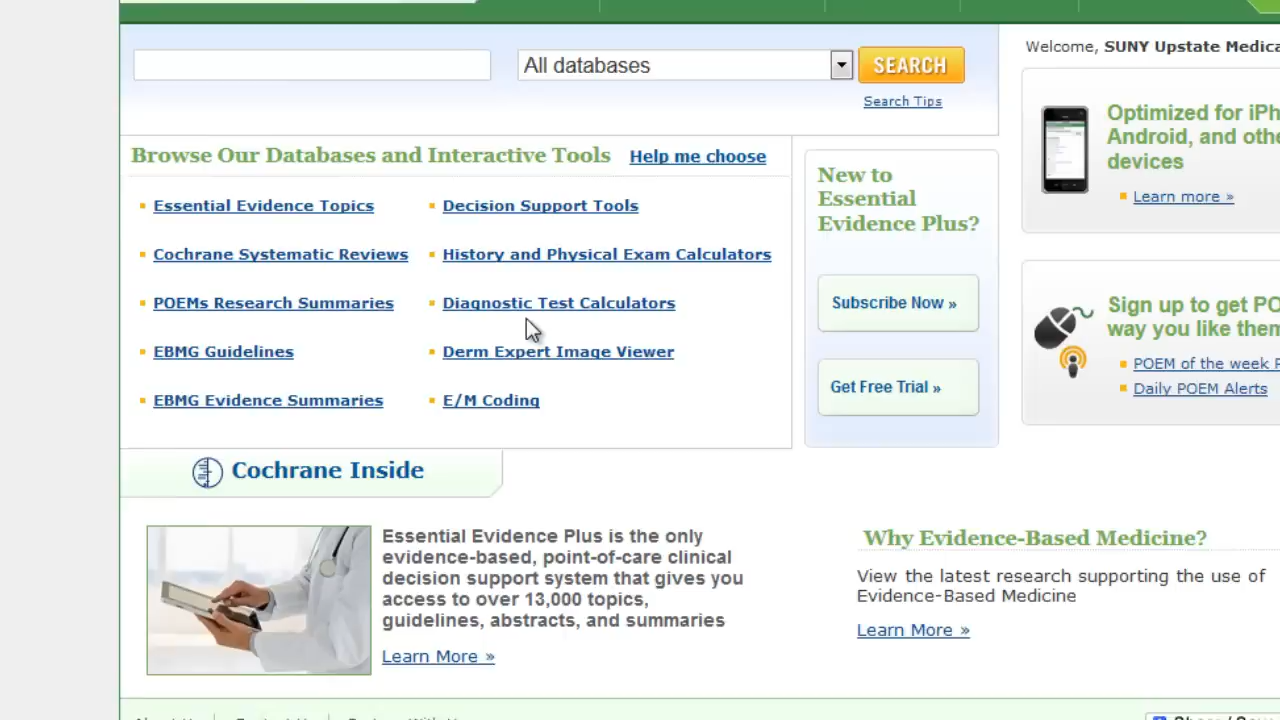 All databases
SEARCH
Search Tips
Welcome, SUNY Upstate
Browse Our Databases and Interactive Tools
Help me choose
Essential Evidence Topics
Decision Support Tools
Cochrane Systematic Reviews
History and Physical Exam Calculators
POEMs Research Summaries
Diagnostic Test Calculators
EBMG Guidelines
Derm Expert Image Viewer
EBMG Evidence Summaries
E/M Coding
New to
Essential
Evidence Plus?
Subscribe Now »
Get Free Trial »
Optimized for
Android, and
devices
Learn more »
Sign up to get
way you like them
POEM of the week
Daily POEM Alerts
Cochrane Inside
Essential Evidence Plus is the only
evidence-based, point-of-care clinical
decision support system that gives you
access to over 13,000 topics,
guidelines, abstracts, and summaries
Learn More »
Why Evidence-Based Medicine?
View the latest research supporting the use of
Evidence-Based Medicine
Learn More »